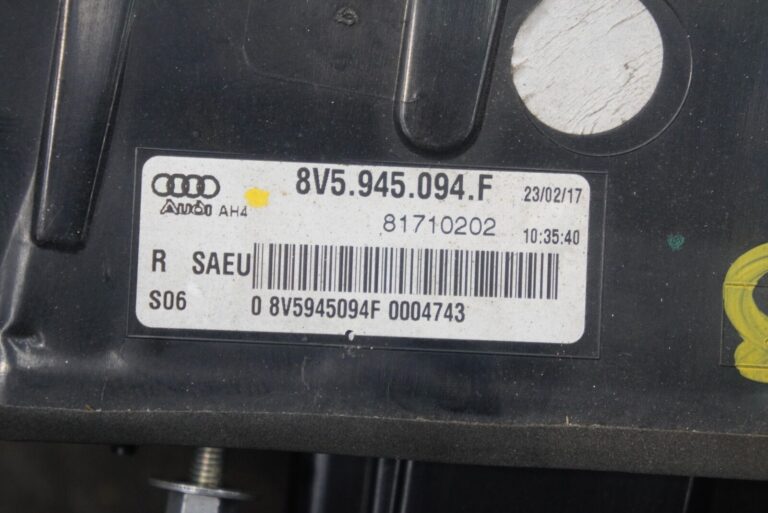 8V5.945.094.F 23/02/17
Audi AH4
81710202 10:35:40
R SAEU
S06 0 8V5945094F 0004743